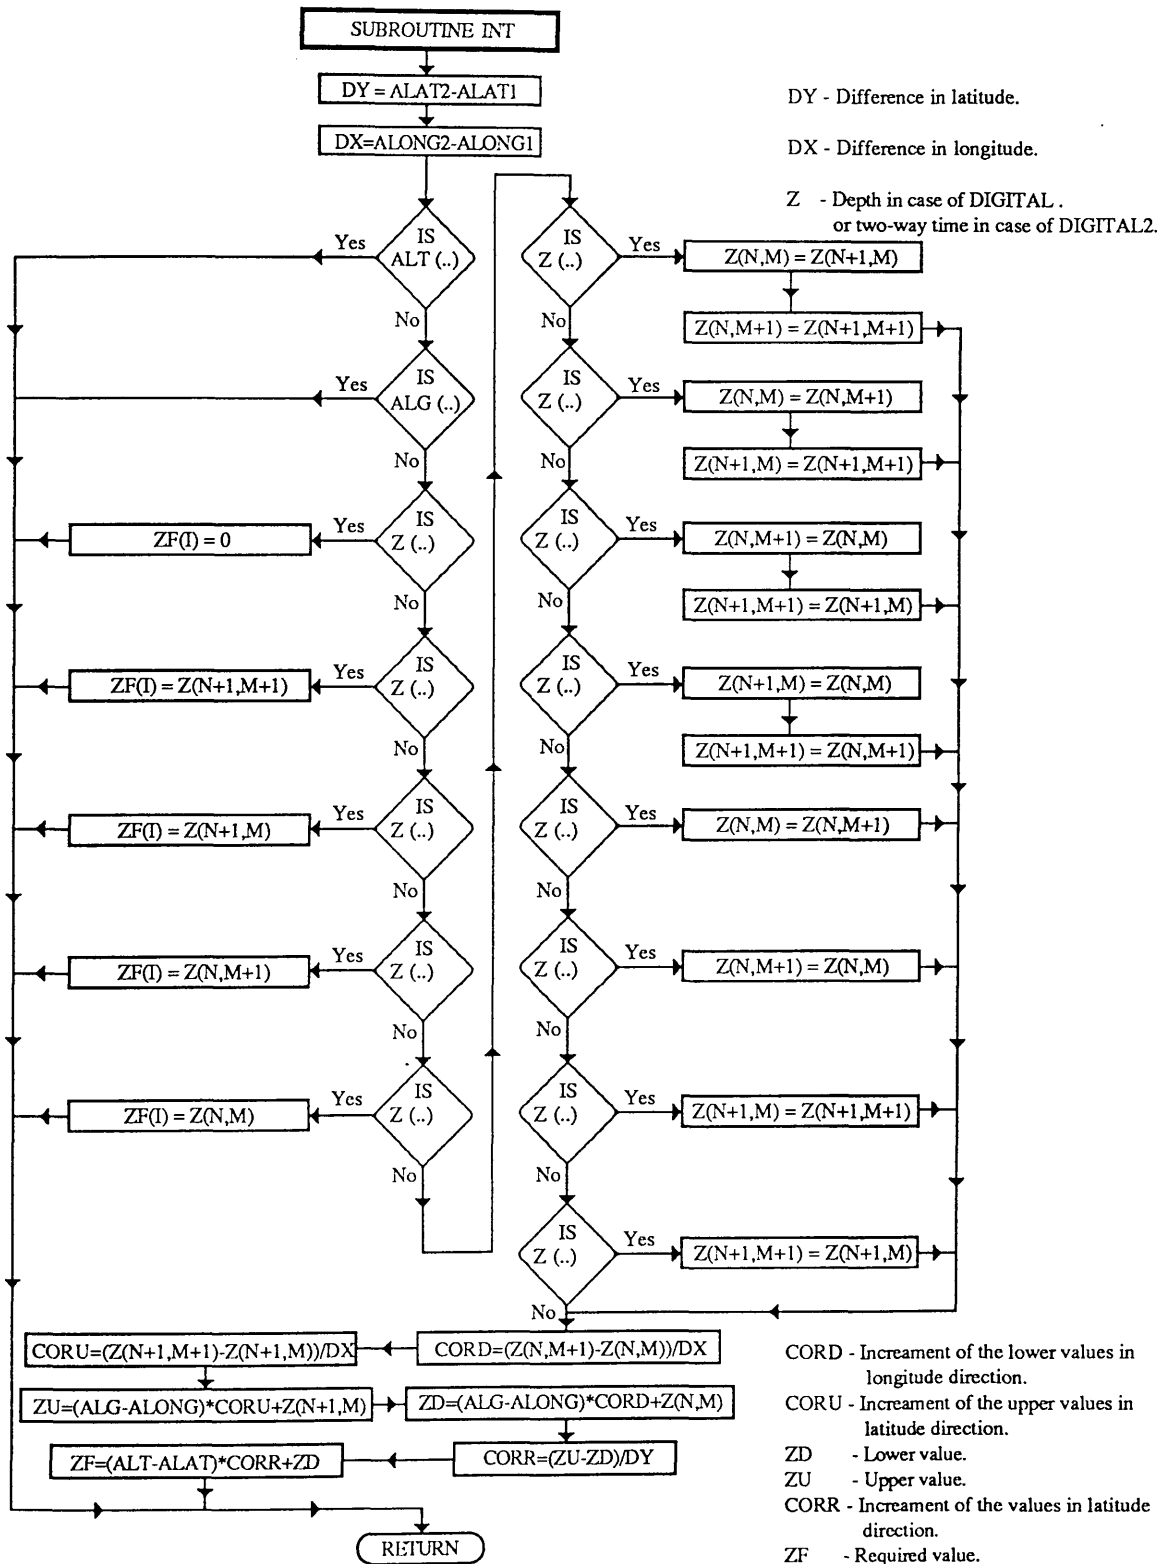 SUBROUTINE INT
DY = ALAT2-ALAT1
DX=ALONG2-ALONG1
DY - Difference in latitude.
DX - Difference in longitude.
Z - Depth in case of DIGITAL .
or two-way time in case of DIGITAL2.
IS
ALT (..)
Yes
No
IS
ALG (..)
Yes
No
IS
Z (..)
Yes
ZF(I) = 0
No
IS
Z (..)
Yes
ZF(I) = Z(N+1,M+1)
No
IS
Z (..)
Yes
ZF(I) = Z(N+1,M)
No
IS
Z (..)
Yes
ZF(I) = Z(N,M+1)
No
IS
Z (..)
Yes
ZF(I) = Z(N,M)
No
IS
Z (..)
Yes
Z(N,M) = Z(N+1,M)
Z(N,M+1) = Z(N+1,M+1)
No
IS
Z (..)
Yes
Z(N,M) = Z(N,M+1)
Z(N+1,M) = Z(N+1,M+1)
No
IS
Z (..)
Yes
Z(N,M+1) = Z(N,M)
Z(N+1,M+1) = Z(N+1,M)
No
IS
Z (..)
Yes
Z(N+1,M) = Z(N,M)
Z(N+1,M+1) = Z(N,M+1)
No
IS
Z (..)
Yes
Z(N,M) = Z(N,M+1)
No
IS
Z (..)
Yes
Z(N,M+1) = Z(N,M)
No
IS
Z (..)
Yes
Z(N+1,M) = Z(N+1,M+1)
No
IS
Z (..)
Yes
Z(N+1,M+1) = Z(N+1,M)
No
CORD=(Z(N,M+1)-Z(N,M))/DX
CORU=(Z(N+1,M+1)-Z(N+1,M))/DX
ZU=(ALG-ALONG)*CORU+Z(N+1,M)
ZD=(ALG-ALONG)*CORD+Z(N,M)
CORR=(ZU-ZD)/DY
ZF=(ALT-ALAT)*CORR+ZD
RETURN
CORD - Increament of the lower values in
longitude direction.
CORU - Increament of the upper values in
latitude direction.
ZD - Lower value.
ZU - Upper value.
CORR - Increament of the values in latitude
direction.
ZF - Required value.